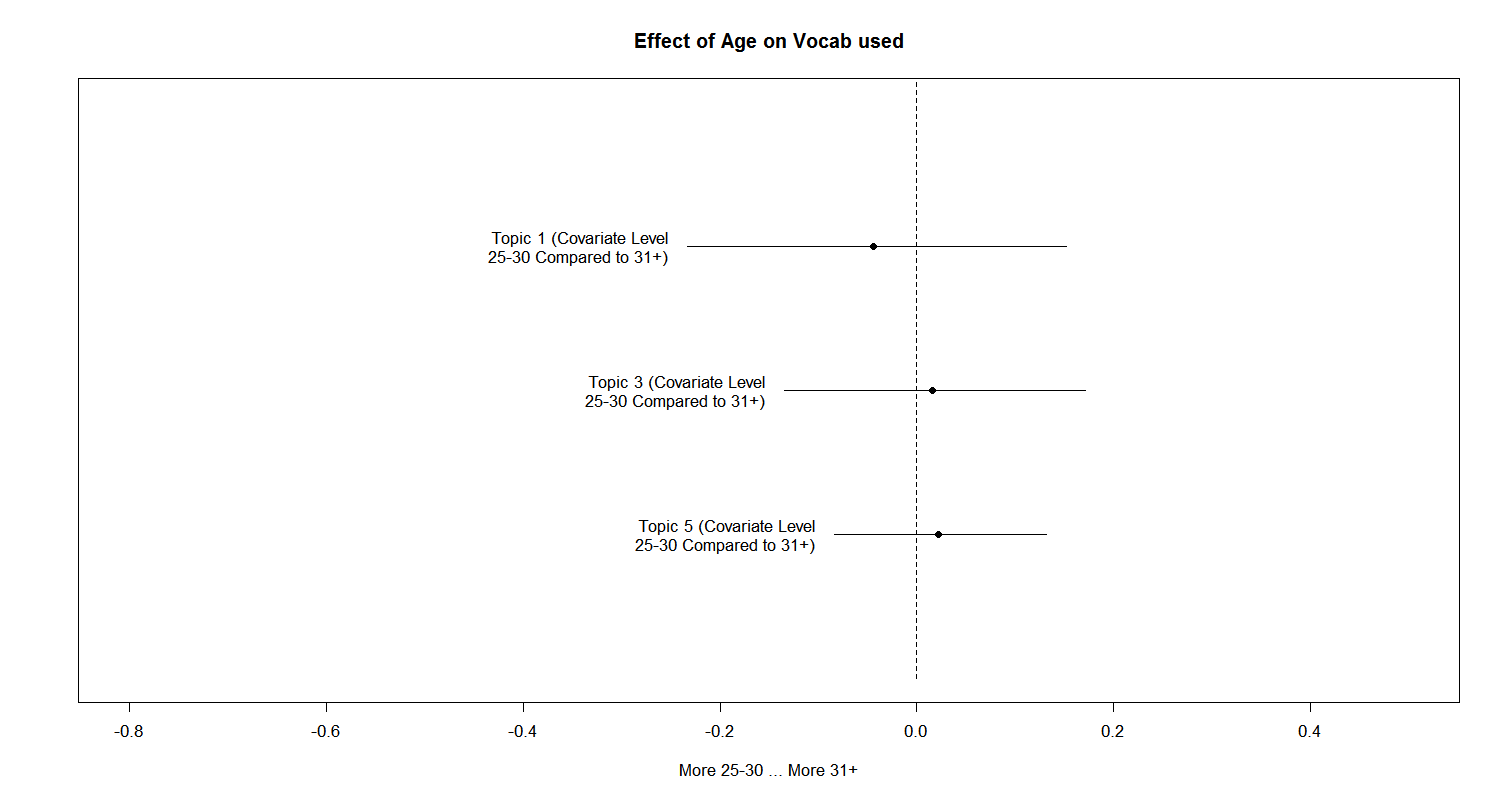 Effect of Age on Vocab used
Topic 1 (Covariate Level
25-30 Compared to 31+)
Topic 3 (Covariate Level
25-30 Compared to 31+)
Topic 5 (Covariate Level
25-30 Compared to 31+)
-0.8 -0.6 -0.4 -0.2 0.0 0.2 0.4
More 25-30 ... More 31+